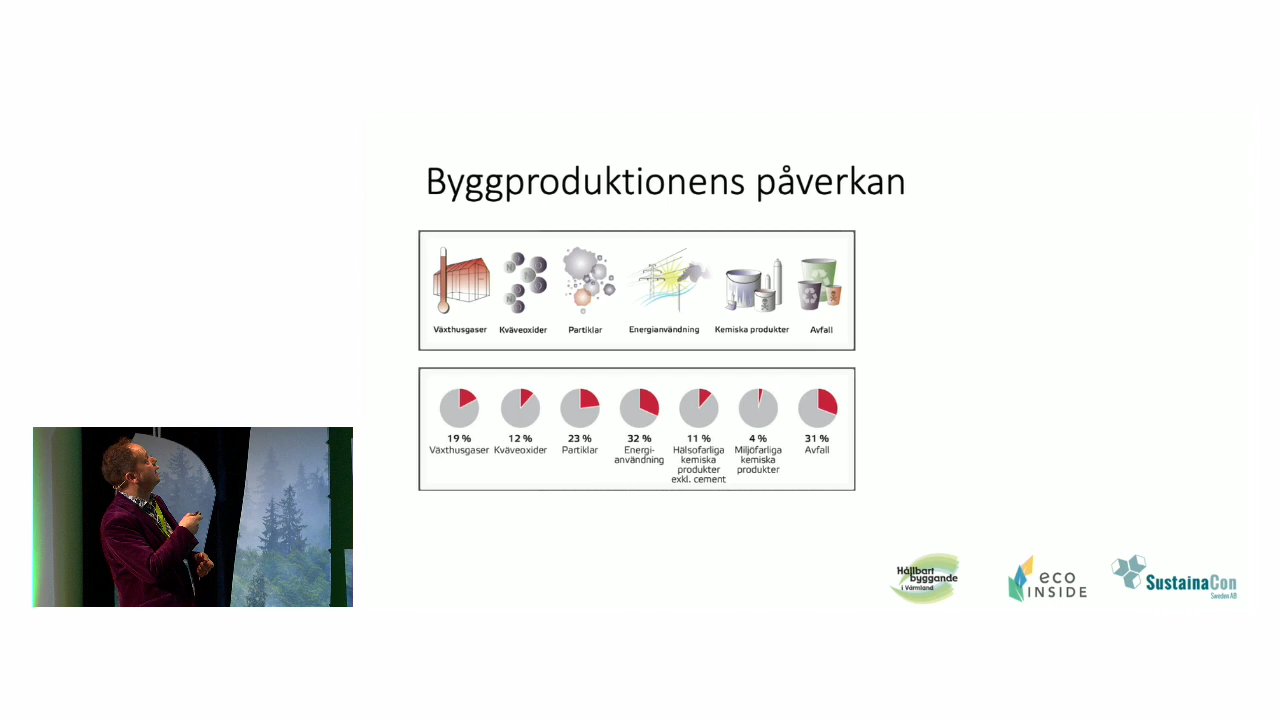 Byggproduktionens påverkan
Växthusgaser Kväveoxider Partiklar Energianvändning Kemiska produkter Avfall
19 % 12 % 23 % 32 % 11 % 4 % 31 %
Växthusgaser Kväveoxider Partiklar Energi- Hälsofarliga Miljöfarliga Avfall
användning kemiska kemiska
produkter produkter
exkl. cement
Hållbart
byggande
i Värmland
eco
INSIDE
SustainaCon
Sweden AB